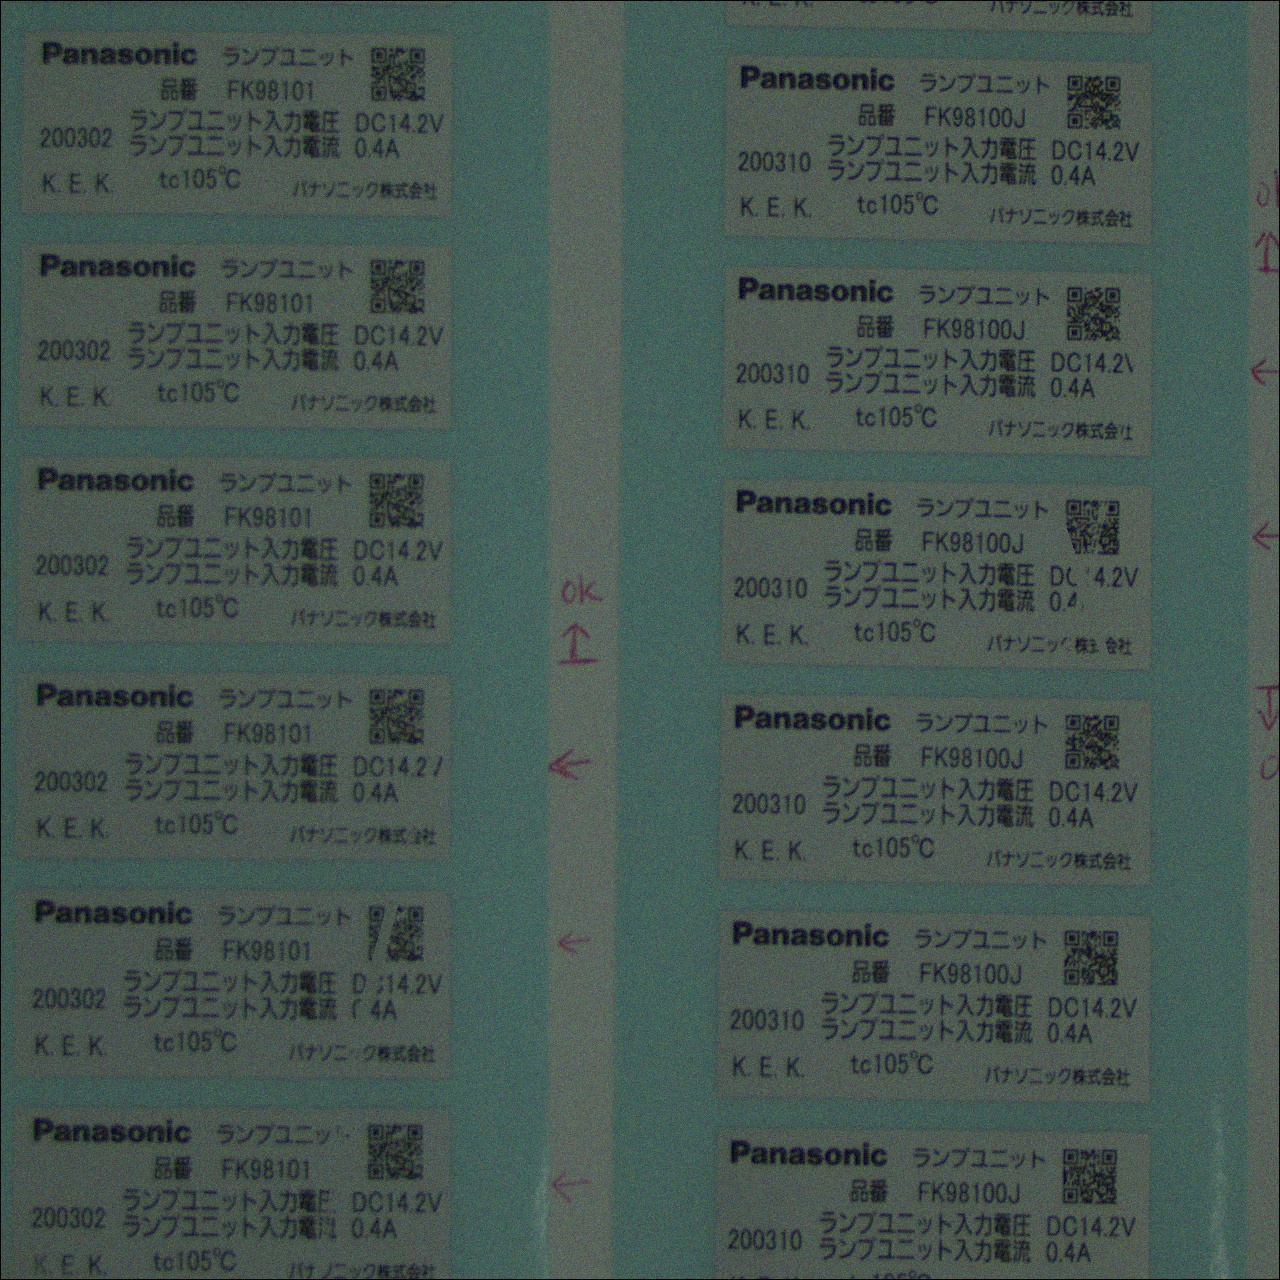 Panasonic ランプユニット
品番 FK98101
ランプユニット入力電圧 DC14.2V
200302 ランプユニット入力電流 0.4A
K. E. K. tc105℃ パナソニック株式会社
Panasonic ランプユニット
品番 FK98101
ランプユニット入力電圧 DC14.2V
200302 ランプユニット入力電流 0.4A
K. E. K. tc105℃ パナソニック株式会社
Panasonic ランプユニット
品番 FK98101
ランプユニット入力電圧 DC14.2V
200302 ランプユニット入力電流 0.4A
K. E. K. tc105℃ パナソニック株式会社
Panasonic ランプユニット
品番 FK98101
ランプユニット入力電圧 DC14.2
200302 ランプユニット入力電流 0.4A
K. E. K. tc105℃ パナソニック株式会社
Panasonic ランプユニット
品番 FK98101
ランプユニット入力電圧 D 14.2V
200302 ランプユニット入力電流 4A
K. E. K. tc105℃ パナソニック株式会社
Panasonic ランプユニッ
品番 FK98101
ランプユニット入力電圧 DC14.2V
200302 ランプユニット入力電流 0.4A
K. E. K. tc105℃
ok
パナソニック株式会社
Panasonic ランプユニット
品番 FK98100J
ランプユニット入力電圧 DC14.2V
200310 ランプユニット入力電流 0.4A
K. E. K. tc105℃ パナソニック株式会社
Panasonic ランプユニット
品番 FK98100J
ランプユニット入力電圧 DC14.2
200310 ランプユニット入力電流 0.4A
K. E. K. tc105℃ パナソニック株式会社
Panasonic ランプユニット
品番 FK98100J
ランプユニット入力電圧 4.2V
200310 ランプユニット入力電流 0.4
K. E. K. tc105℃ パナソニッ 会社
Panasonic ランプユニット
品番 FK98100J
ランプユニット入力電圧 DC14.2V
200310 ランプユニット入力電流 0.4A
K. E. K. tc105℃ パナソニック株式会社
Panasonic ランプユニット
品番 FK98100J
ランプユニット入力電圧 DC14.2V
200310 ランプユニット入力電流 0.4A
K. E. K. tc105℃ パナソニック株式会社
Panasonic ランプユニット
品番 FK98100J
ランプユニット入力電圧 DC14.2V
200310 ランプユニット入力電流 0.4A